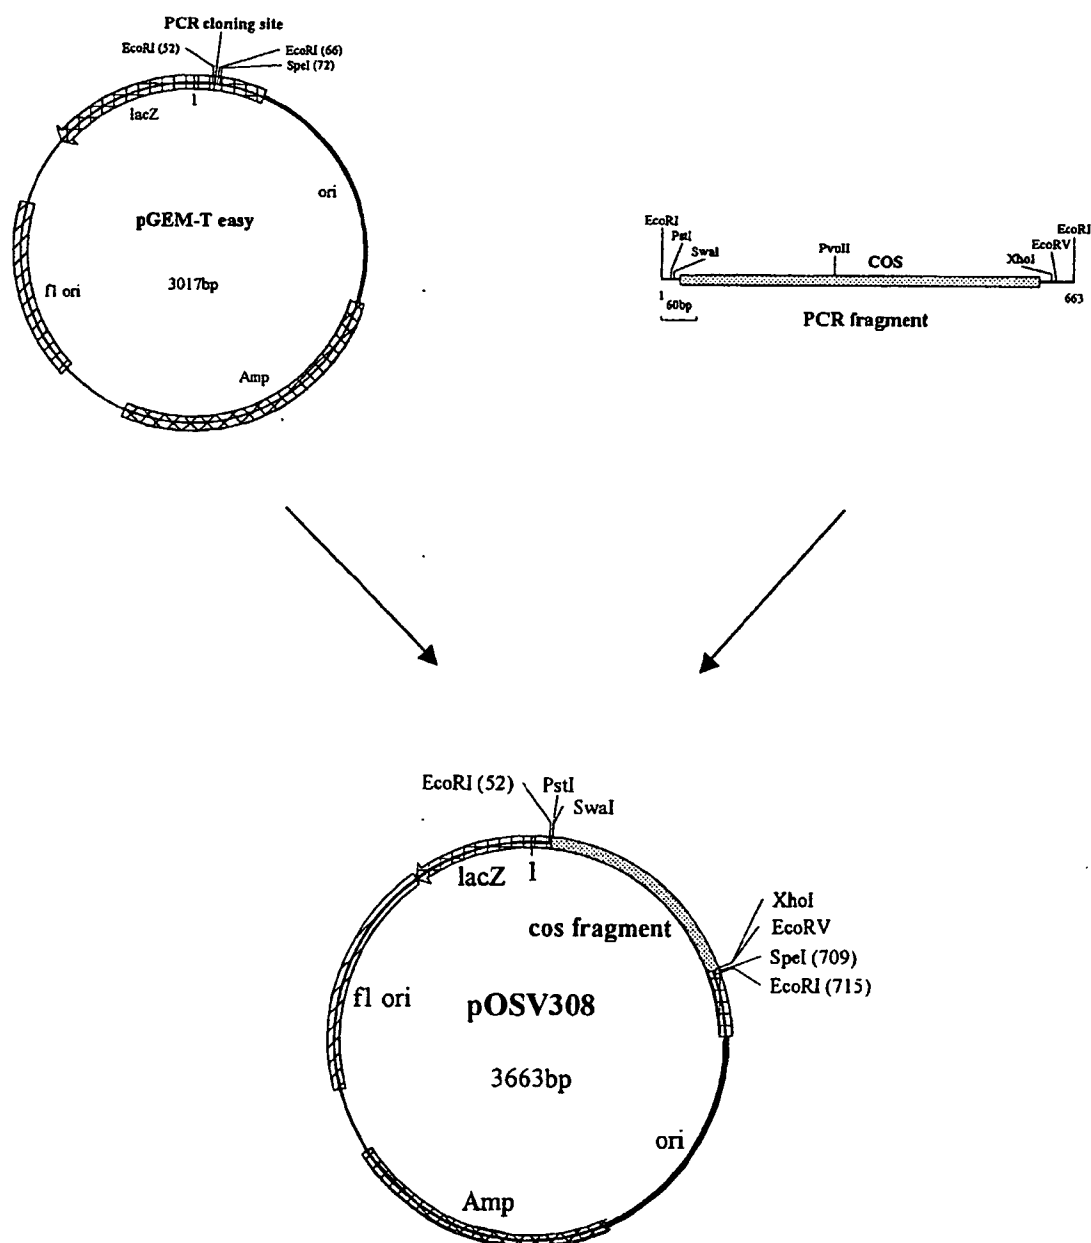 PCR cloning site
EcoRI (52)
EcoRI (66)
SpeI (72)
lacZ
1
ori
pGEM-T easy
3017bp
f1 ori
Amp
EcoRI
PstI
SwaI
PvuII
COS
XhoI
EcoRV
EcoRI
1
60bp
663
PCR fragment
EcoRI (52)
PstI
SwaI
lacZ
1
cos fragment
XhoI
EcoRV
SpeI (709)
EcoRI (715)
f1 ori
pOSV308
3663bp
ori
Amp